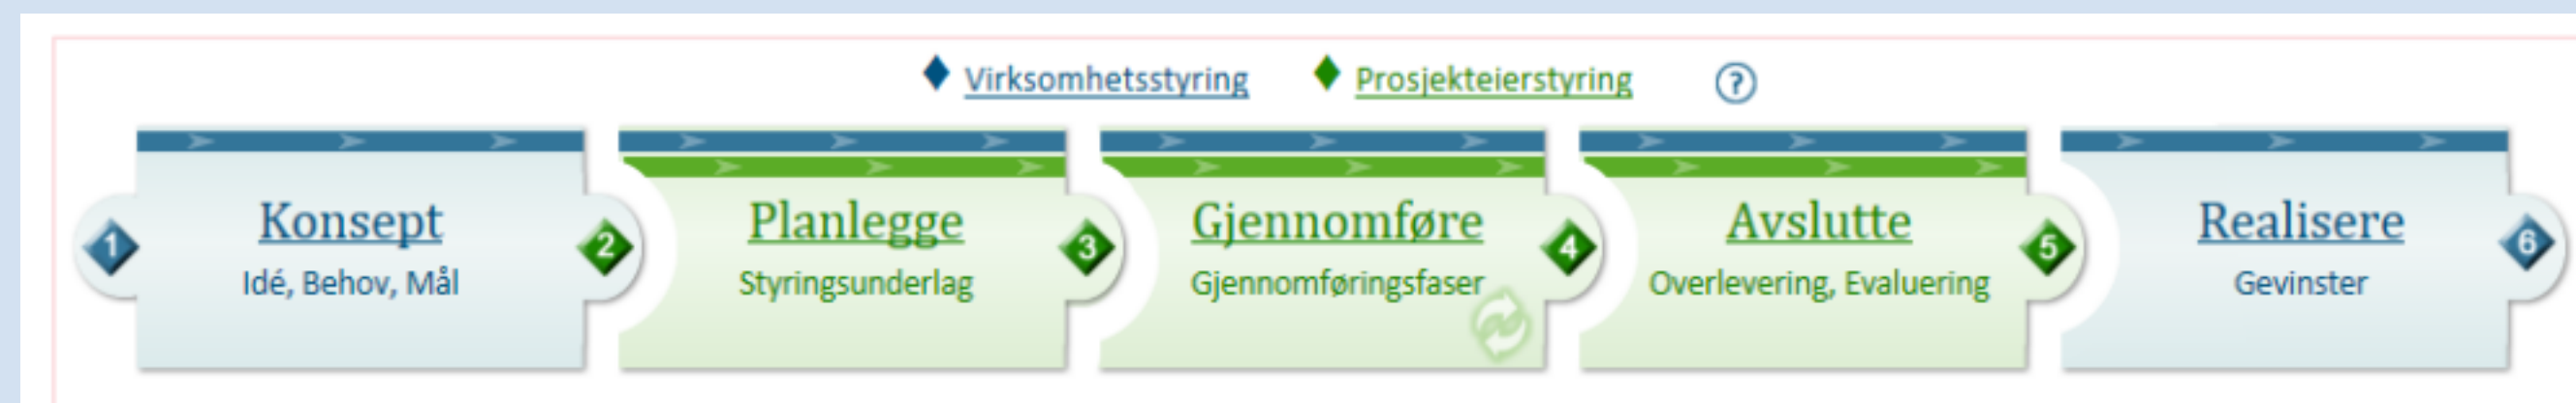 Virksomhetsstyring Prosjekteierstyring ?
1 Konsept 2 Planlegge 3 Gjennomføre 4 Avslutte 5 Realisere 6
Idé, Behov, Mål Styringsunderlag Gjennomføringsfaser Overlevering, Evaluering Gevinster